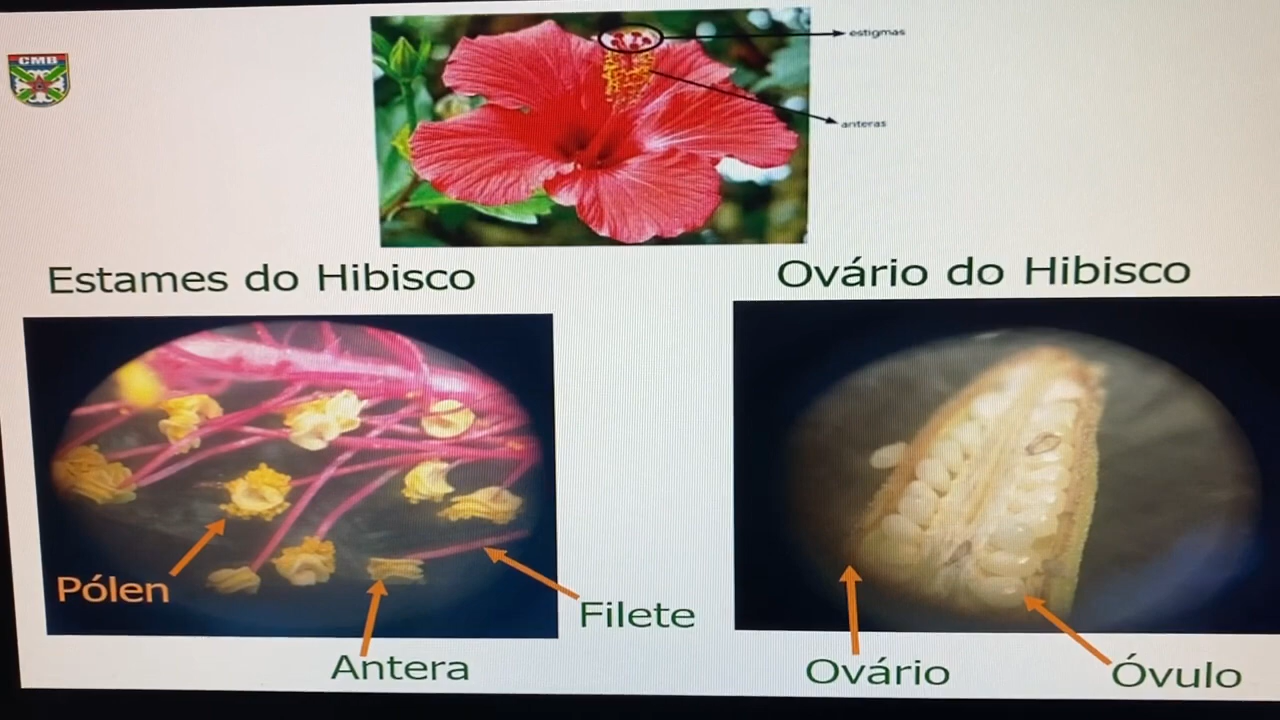 CMB
estigmas
anteras
Estames do Hibisco
Ovário do Hibisco
Pólen
Filete
Antera
Ovário
Óvulo